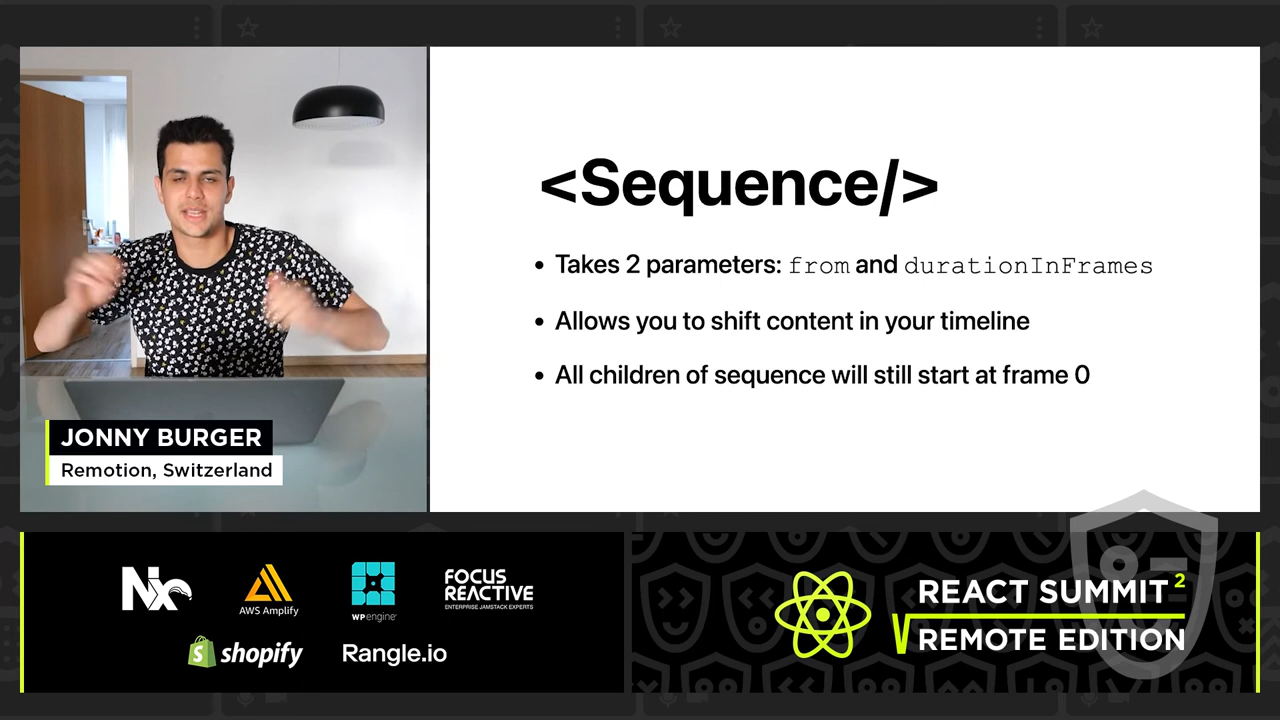 <Sequence/>
• Takes 2 parameters: from and durationInFrames
• Allows you to shift content in your timeline
• All children of sequence will still start at frame 0
JONNY BURGER
Remotion, Switzerland
Nx
AWS Amplify
WP engine
FOCUS
REACTIVE
ENTERPRISE JAMSTACK EXPERTS
shopify
Rangle.io
REACT SUMMIT 2
REMOTE EDITION